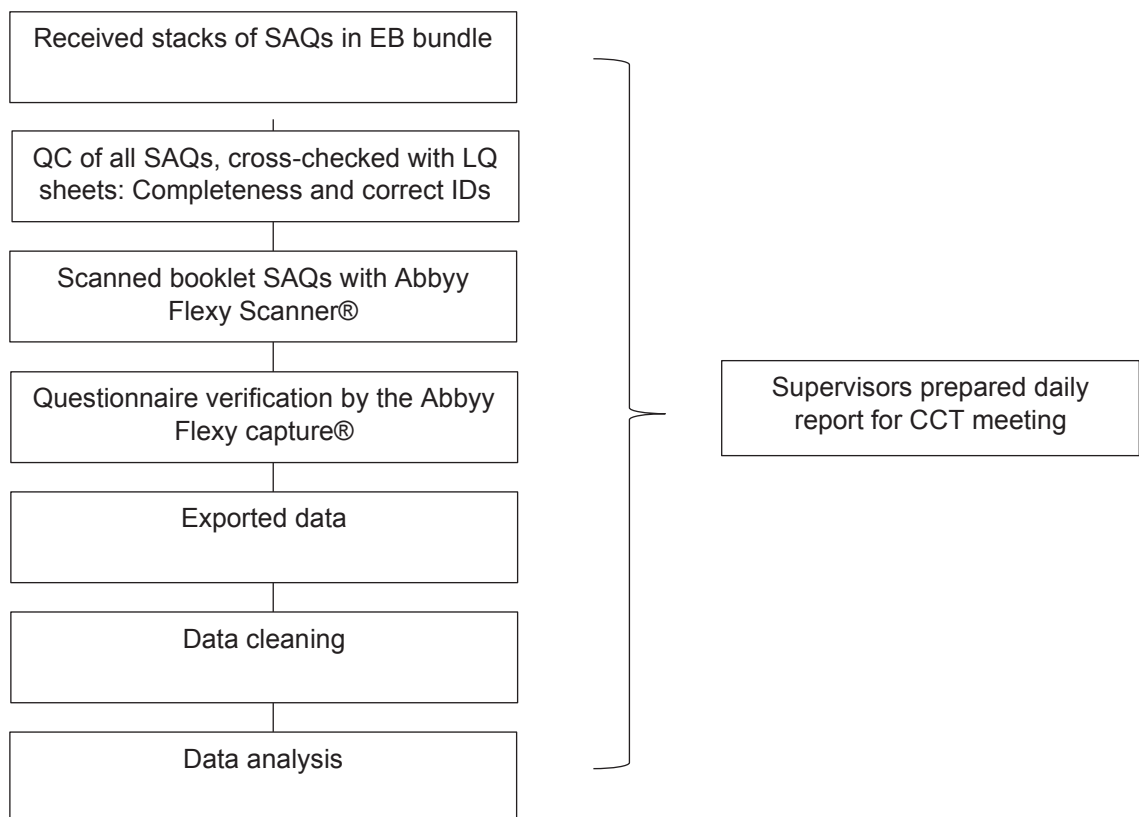 Received stacks of SAQs in EB bundle
QC of all SAQs, cross-checked with LQ
sheets: Completeness and correct IDs
Scanned booklet SAQs with Abbyy
Flexy Scanner®
Questionnaire verification by the Abbyy
Flexy capture®
Exported data
Data cleaning
Data analysis
Supervisors prepared daily
report for CCT meeting